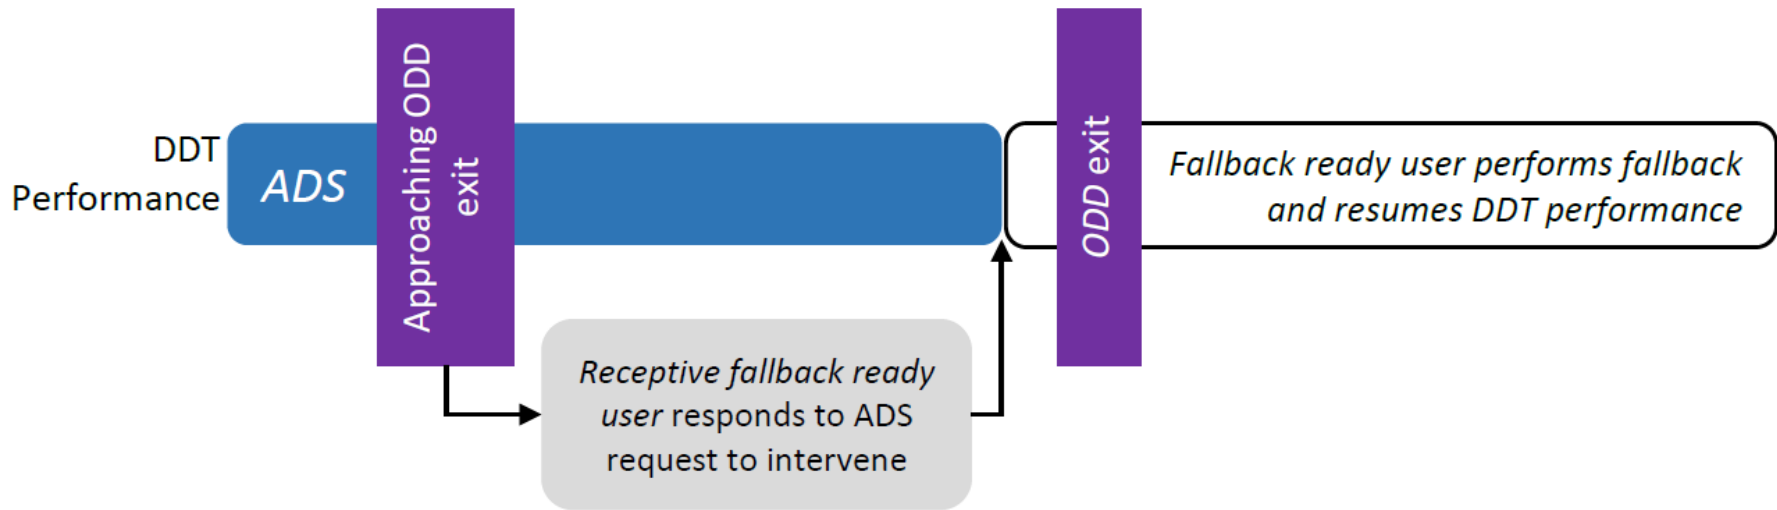 DDT
Performance
ADS
Approaching ODD
exit
Receptive fallback ready
user responds to ADS
request to intervene
ODD exit
Fallback ready user performs fallback
and resumes DDT performance